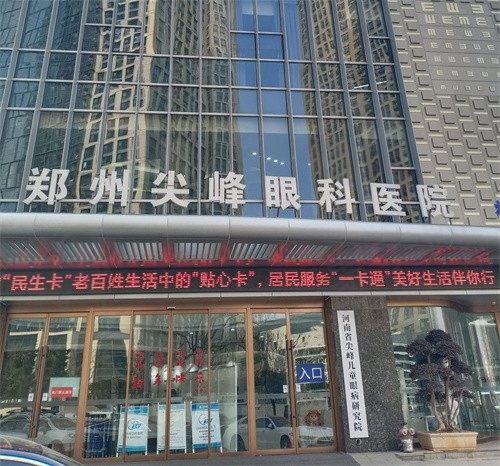 郑州尖峰眼科医院
"民生卡"老百姓生活中的"贴心卡"，居民服务"一卡通"美好生活伴你行
入口
河南省尖峰儿童眼病研究院